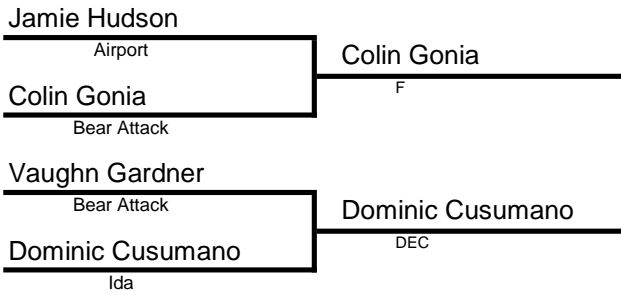 Jamie Hudson
Airport
Colin Gonia
F
Colin Gonia
Bear Attack
Vaughn Gardner
Bear Attack
Dominic Cusumano
DEC
Dominic Cusumano
Ida